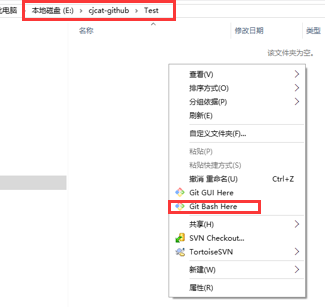 此电脑 › 本地磁盘 (E:) › cjcat-github › Test
名称 修改日期 类型
该文件夹为空。
查看(V)
排序方式(O)
分组依据(P)
刷新(E)
自定义文件夹(F)...
粘贴(P)
粘贴快捷方式(S)
撤消 重命名(U) Ctrl+Z
Git GUI Here
Git Bash Here
共享(H)
SVN Checkout...
TortoiseSVN
新建(W)
属性(R)